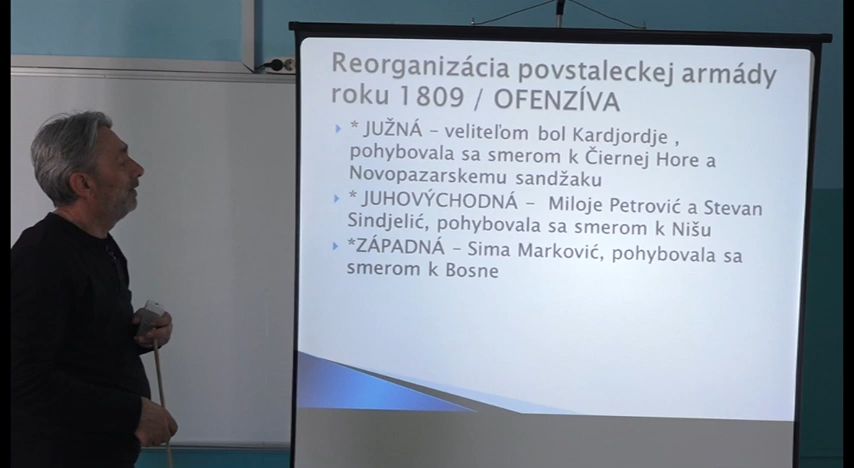 Reorganizácia povstaleckej armády
roku 1809 / OFENZÍVA
* JUŽNÁ – veliteľom bol Kardjordje ,
pohybovala sa smerom k Čiernej Hore a
Novopazarskemu sandžaku
* JUHOVÝCHODNÁ – Miloje Petrović a Stevan
Sindjelić, pohybovala sa smerom k Nišu
*ZÁPADNÁ – Sima Marković, pohybovala sa
smerom k Bosne